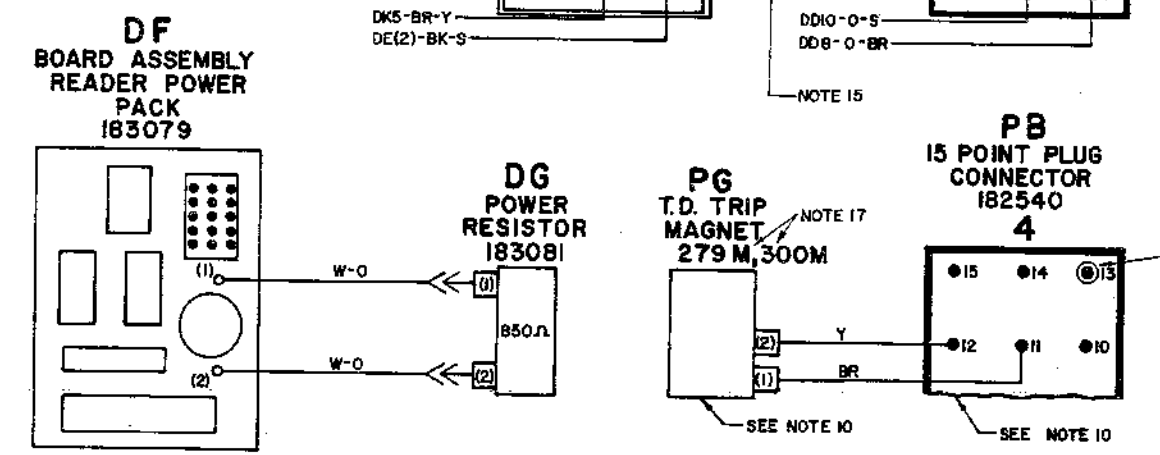 DK5-BR-Y
DE(2)-BK-S
DD10-O-S
DD8-O-BR
NOTE 15
DF
BOARD ASSEMBLY
READER POWER
PACK
183079
(1)
W-O
(2)
W-O
DG
POWER
RESISTOR
183081
(1)
850Ω
(2)
PG
T.D. TRIP
MAGNET
279M,300M
NOTE 17
(2)
Y
(1)
BR
SEE NOTE 10
PB
15 POINT PLUG
CONNECTOR
182540
4
15 14 13
12 11 10
SEE NOTE 10